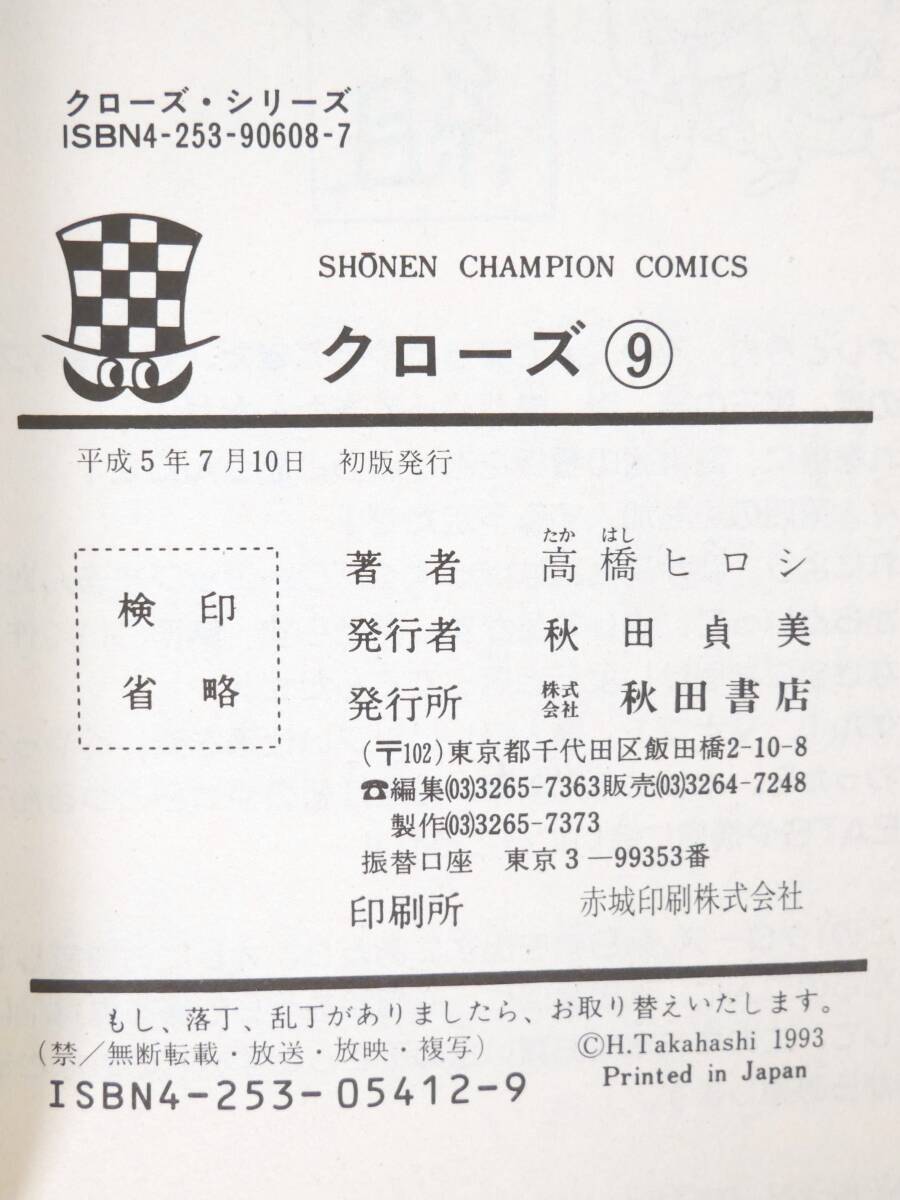 クローズ・シリーズ
ISBN4-253-90608-7
SHŌNEN CHAMPION COMICS
クローズ⑨
平成5年7月10日 初版発行
検印
省略
著者 高橋ヒロシ
たか はし
発行者 秋田貞美
発行所 株式会社 秋田書店
(〒102)東京都千代田区飯田橋2-10-8
☎編集(03)3265-7363販売(03)3264-7248
製作(03)3265-7373
振替口座 東京3—99353番
印刷所 赤城印刷株式会社
もし、落丁、乱丁がありましたら、お取り替えいたします。
(禁／無断転載・放送・放映・複写)
©H.Takahashi 1993
Printed in Japan
ISBN4-253-05412-9